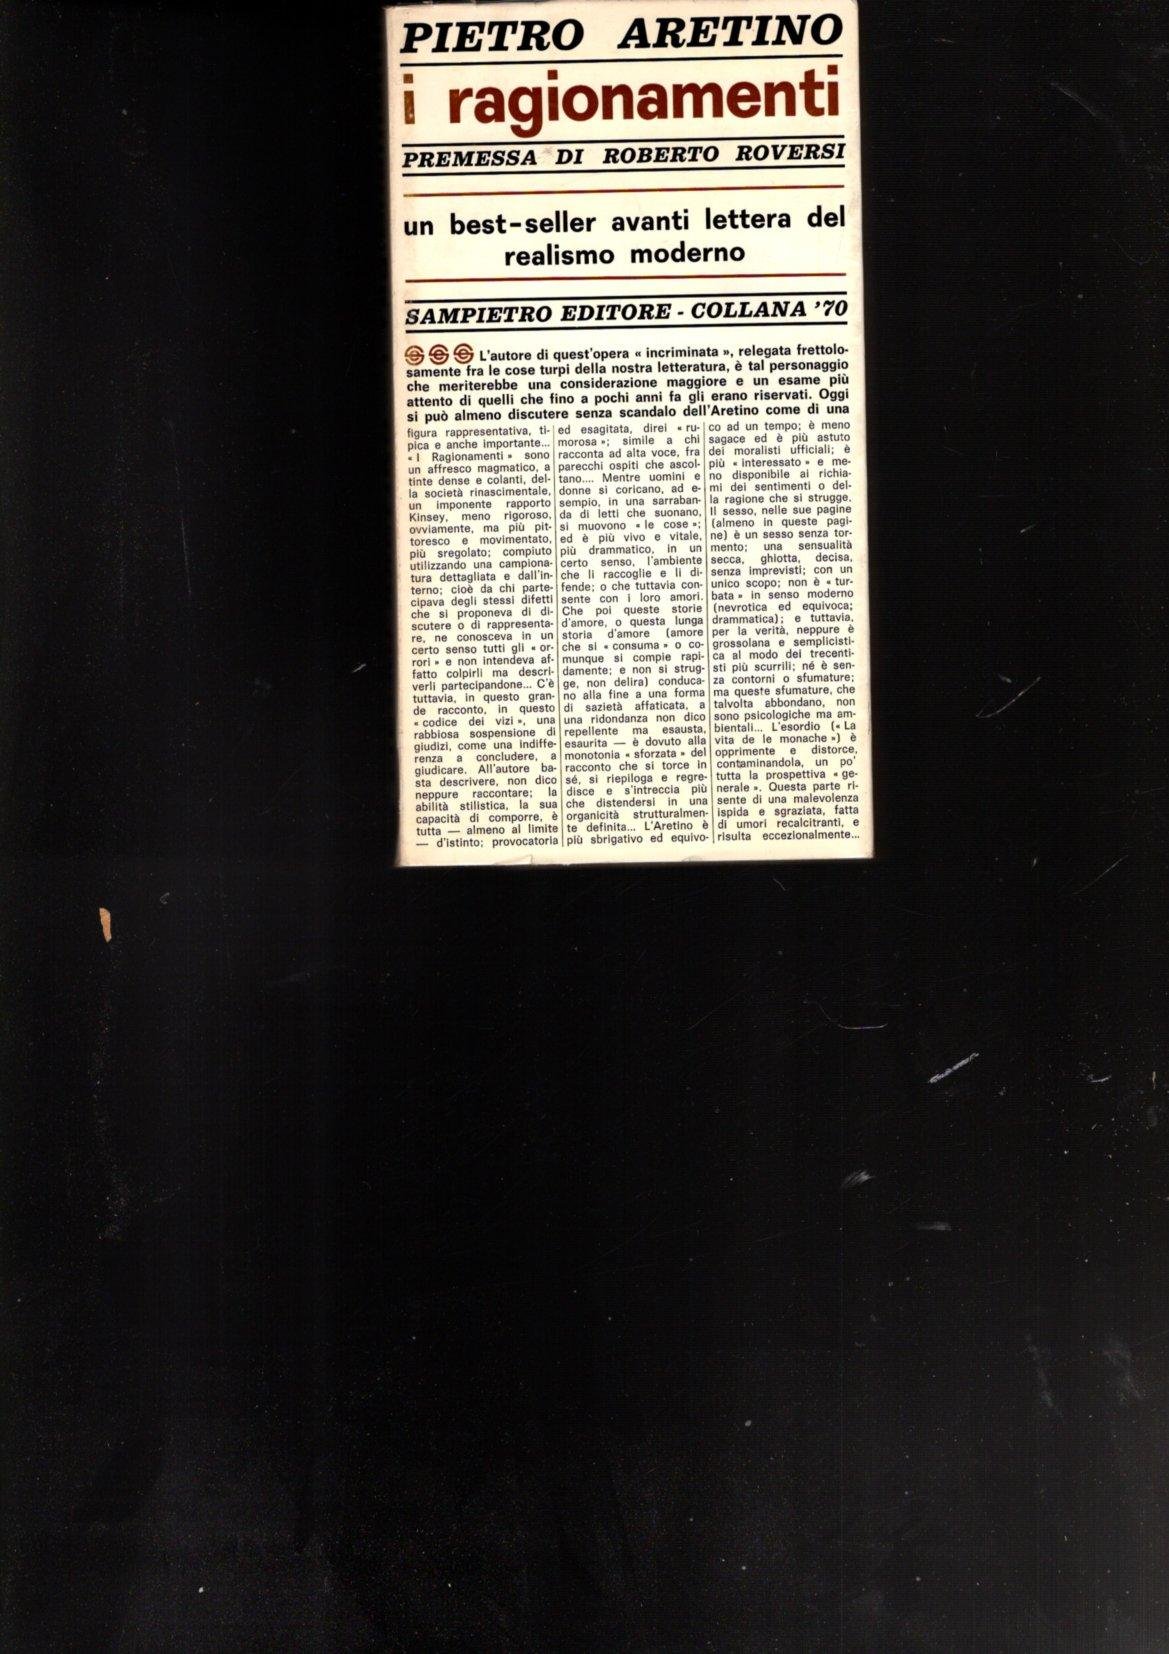 PIETRO ARETINO
i ragionamenti
PREMESSA DI ROBERTO ROVERSI
un best-seller avanti lettera del
realismo moderno
SAMPIETRO EDITORE - COLLANA '70
L'autore di quest'opera « incriminata », relegata frettolo-
samente fra le cose turpi della nostra letteratura, è tal personaggio
che meriterebbe una considerazione maggiore e un esame più
attento di quelli che fino a pochi anni fa gli erano riservati. Oggi
si può almeno discutere senza scandalo dell'Aretino come di una
figura rappresentativa, ti-
pica e anche importante...
« I Ragionamenti » sono
un affresco magmatico, a
tinte dense e colanti, del-
la società rinascimentale,
un imponente rapporto
Kinsey, meno rigoroso,
ovviamente, ma più pit-
toresco e movimentato,
più sregolato; compiuto
utilizzando una campiona-
tura dettagliata e dall'in-
terno; cioè da chi parte-
cipava degli stessi difetti
che si proponeva di di-
scutere o di rappresenta-
re, ne conosceva in un
certo senso tutti gli « or-
rori » e non intendeva af-
fatto colpirli ma descri-
verli partecipandone... C'è
tuttavia, in questo gran-
de racconto, in questo
« codice dei vizi », una
rabbiosa sospensione di
giudizi, come una indiffe-
renza a concludere, a
giudicare. All'autore ba-
sta descrivere, non dico
neppure raccontare; la
abilità stilistica, la sua
capacità di comporre, è
tutta — almeno al limite
— d'istinto; provocatoria
ed esagitata, direi « ru-
morosa »; simile a chi
racconta ad alta voce, fra
parecchi ospiti che ascol-
tano.... Mentre uomini e
donne si coricano, ad e-
sempio, in una sarraban-
da di letti che suonano,
si muovono « le cose »;
ed è più vivo e vitale,
più drammatico, in un
certo senso, l'ambiente
che li raccoglie e li di-
fende; o che tuttavia con-
sente con i loro amori.
Che poi queste storie
d'amore, o questa lunga
storia d'amore (amore
che si « consuma » o co-
munque si compie rapi-
damente; e non si strug-
ge, non delira) conduca-
no alla fine a una forma
di sazietà affaticata, a
una ridondanza non dico
repellente ma esausta,
esaurita — è dovuto alla
monotonia « sforzata » del
racconto che si torce in
sé, si riepiloga e regre-
disce e s'intreccia più
che distendersi in una
organicità strutturalmen-
te definita... L'Aretino è
più sbrigativo ed equivo-
co ad un tempo; è meno
sagace ed è più astuto
dei moralisti ufficiali; è
più « interessato » e me-
no disponibile ai richia-
mi dei sentimenti o del-
la ragione che si strugge.
Il sesso, nelle sue pagine
(almeno in queste pagi-
ne) è un sesso senza tor-
mento; una sensualità
secca, ghiotta, decisa,
senza imprevisti; con un
unico scopo; non è « tur-
bata » in senso moderno
(nevrotica ed equivoca;
drammatica); e tuttavia,
per la verità, neppure è
grossolana e semplicisti-
ca al modo dei trecenti-
sti più scurrili; né è sen-
za contorni o sfumature;
ma queste sfumature, che
talvolta abbondano, non
sono psicologiche ma am-
bientali... L'esordio (« La
vita de le monache ») è
opprimente e distorce,
contaminandola, un po'
tutta la prospettiva « ge-
nerale ». Questa parte ri-
sente di una malevolenza
ispida e sgraziata, fatta
di umori recalcitranti, e
risulta eccezionalmente...